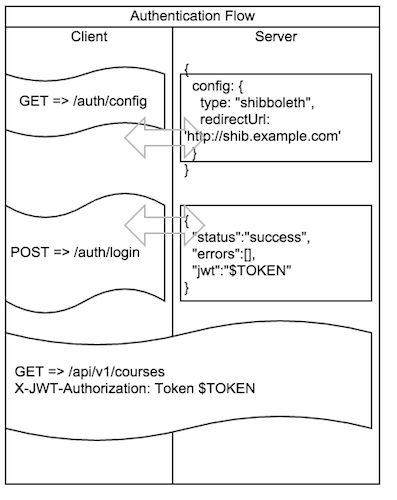 Authentication Flow
Client
Server
GET => /auth/config
{
config: {
type: "shibboleth",
redirectUrl:
'http://shib.example.com'
}
}
POST => /auth/login
{
"status":"success",
"errors":[],
"jwt":"$TOKEN"
}
GET => /api/v1/courses
X-JWT-Authorization: Token $TOKEN